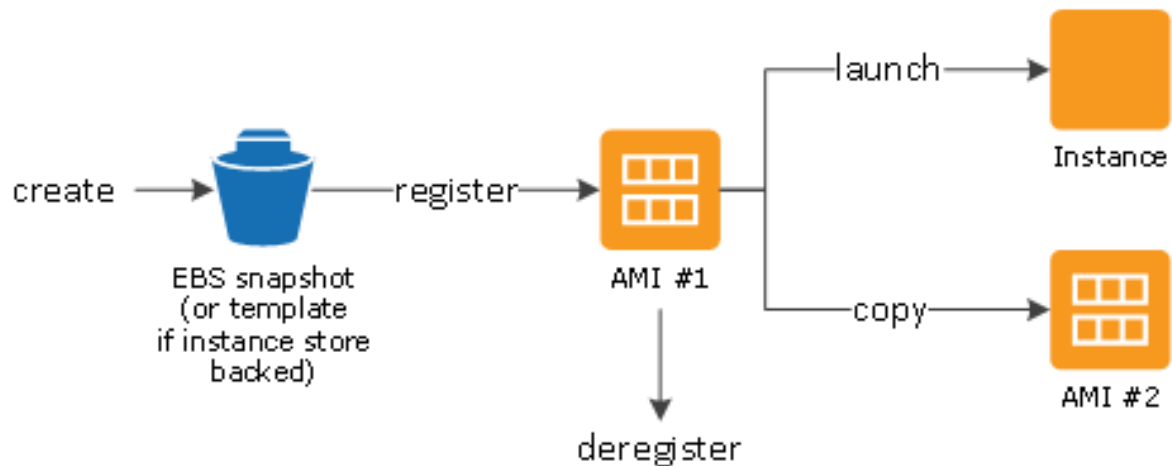 launch
Instance
create
register
EBS snapshot
(or template
if instance store
backed)
AMI #1
copy
AMI #2
deregister